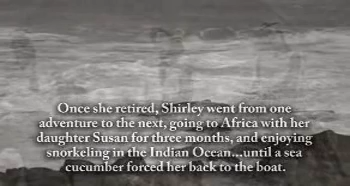 Once she retired, Shirley went from one
adventure to the next, going to Africa with her
daughter Susan for three months, and enjoying
snorkeling in the Indian Ocean...until a sea
cucumber forced her back to the boat.